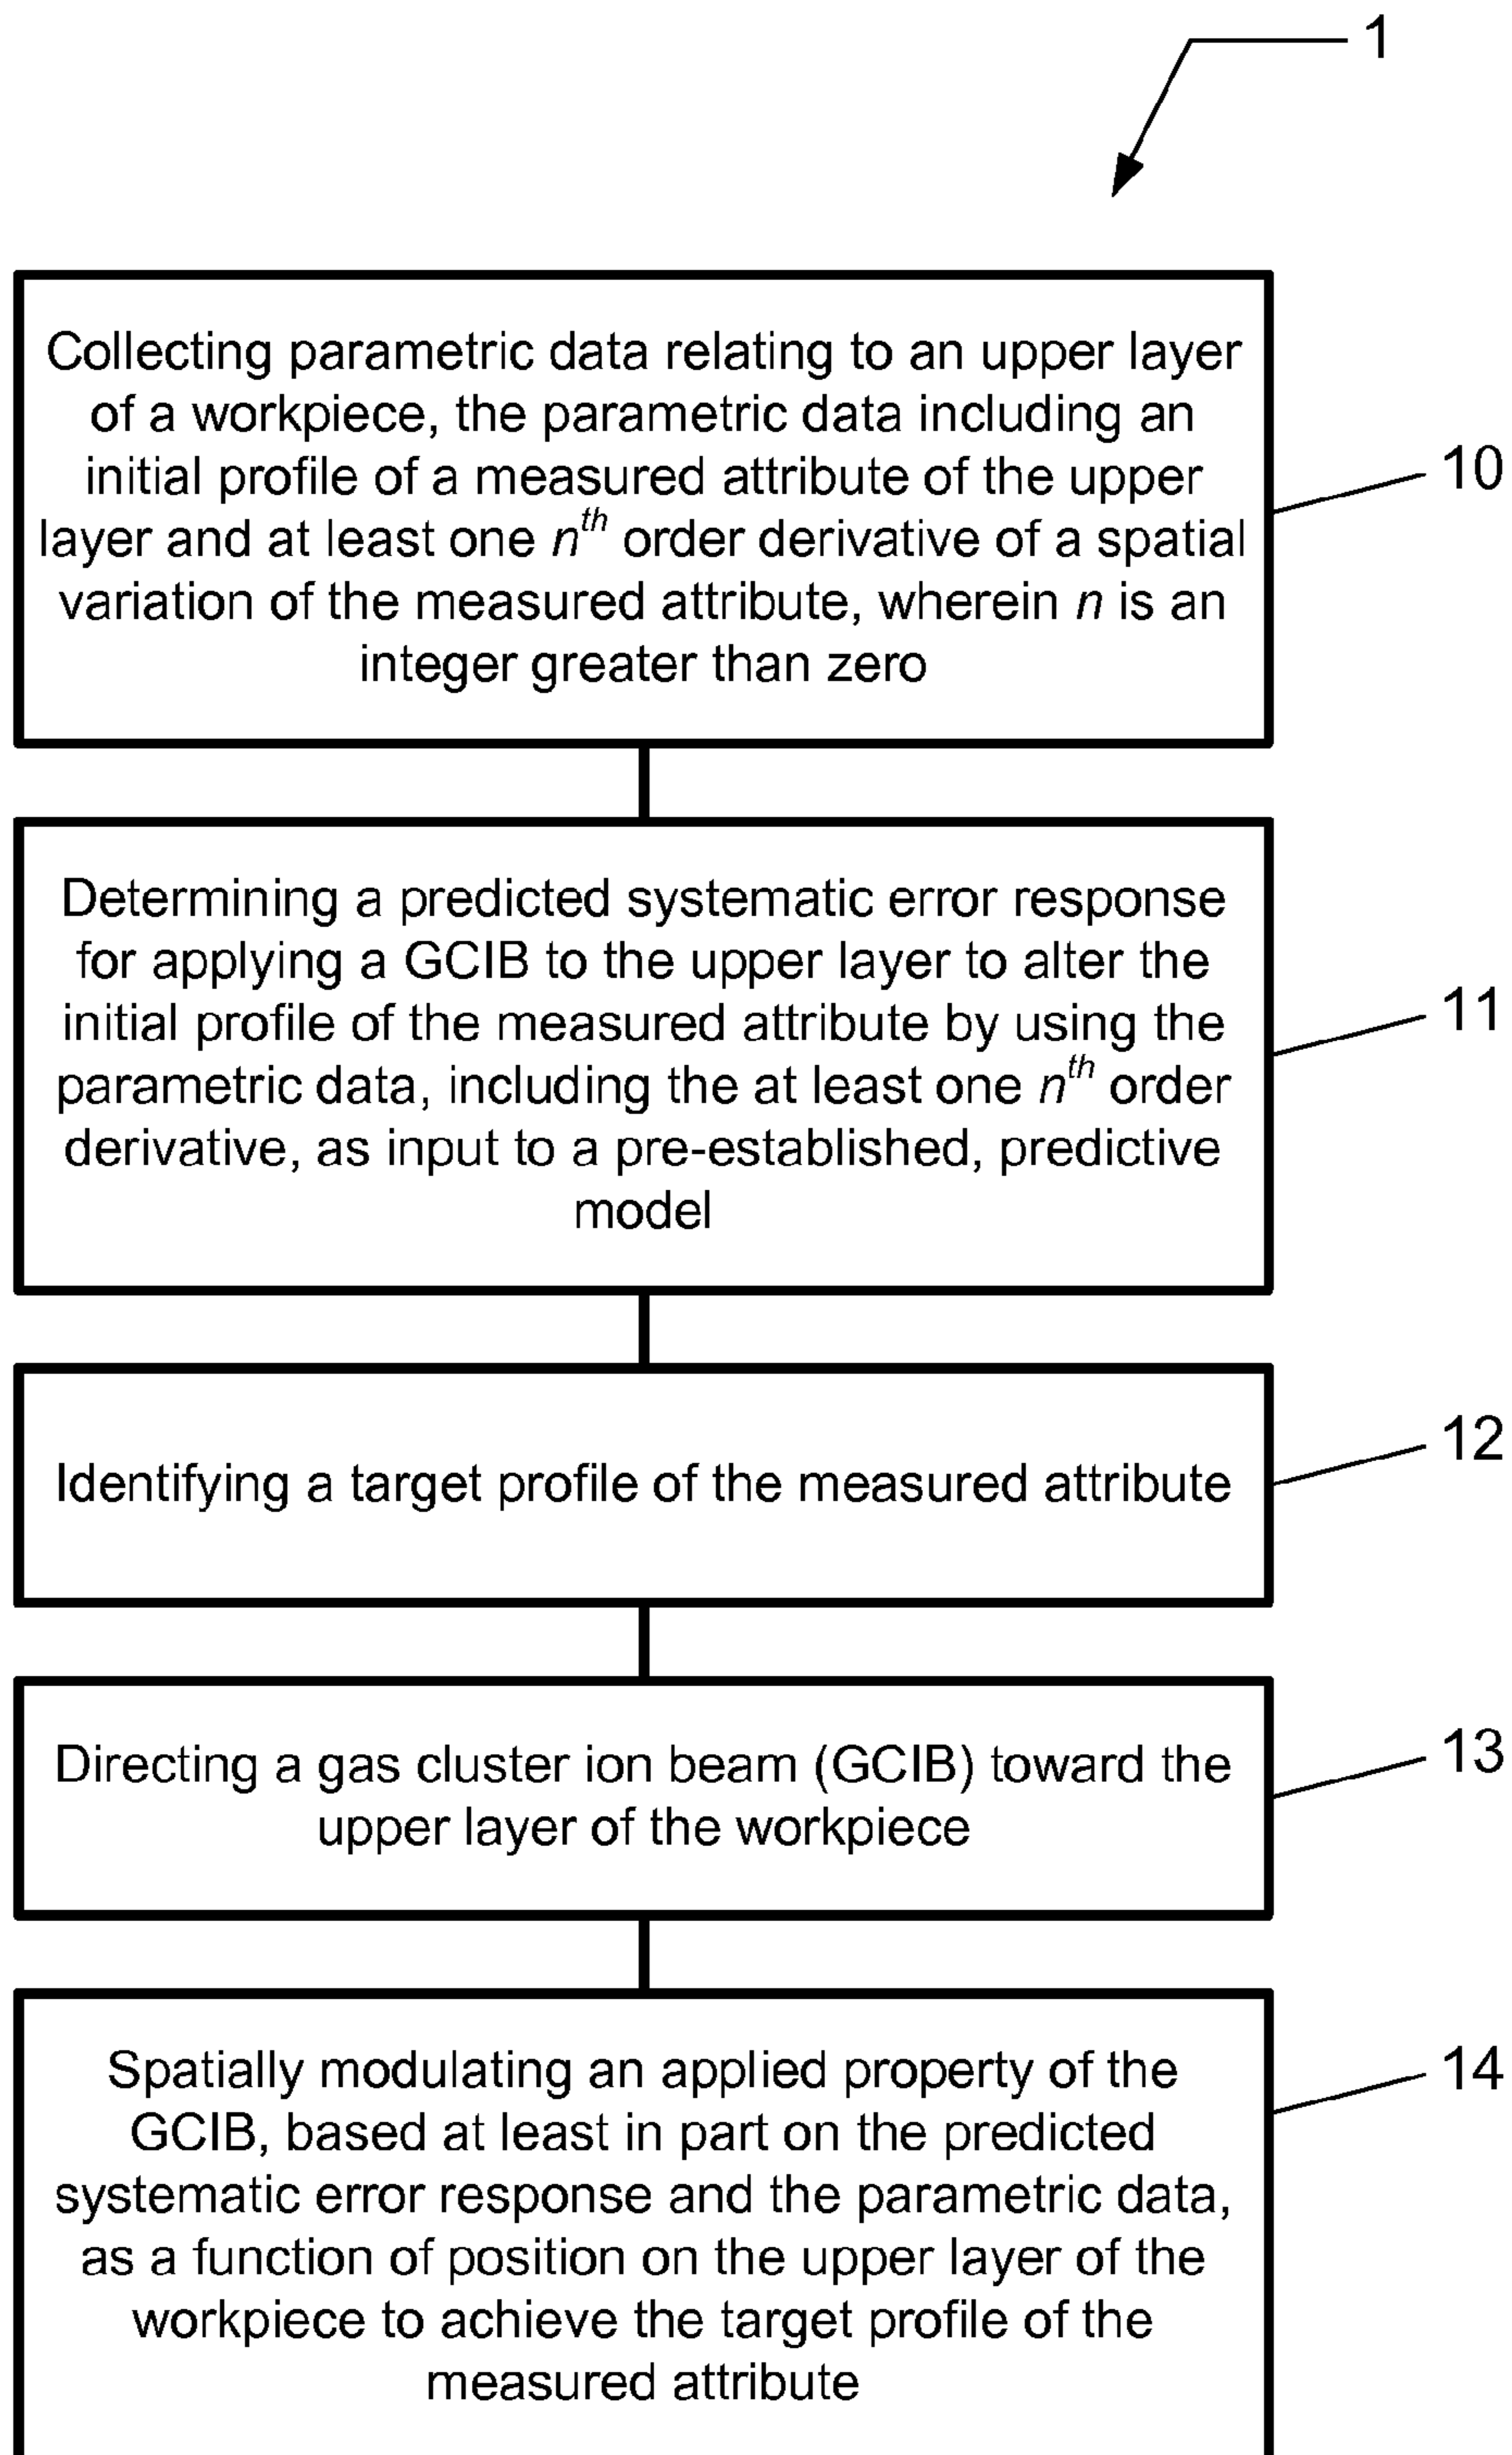 1
Collecting parametric data relating to an upper layer
of a workpiece, the parametric data including an
initial profile of a measured attribute of the upper
layer and at least one nth order derivative of a spatial
variation of the measured attribute, wherein n is an
integer greater than zero
10
Determining a predicted systematic error response
for applying a GCIB to the upper layer to alter the
initial profile of the measured attribute by using the
parametric data, including the at least one nth order
derivative, as input to a pre-established, predictive
model
11
Identifying a target profile of the measured attribute
12
Directing a gas cluster ion beam (GCIB) toward the
upper layer of the workpiece
13
Spatially modulating an applied property of the
GCIB, based at least in part on the predicted
systematic error response and the parametric data,
as a function of position on the upper layer of the
workpiece to achieve the target profile of the
measured attribute
14